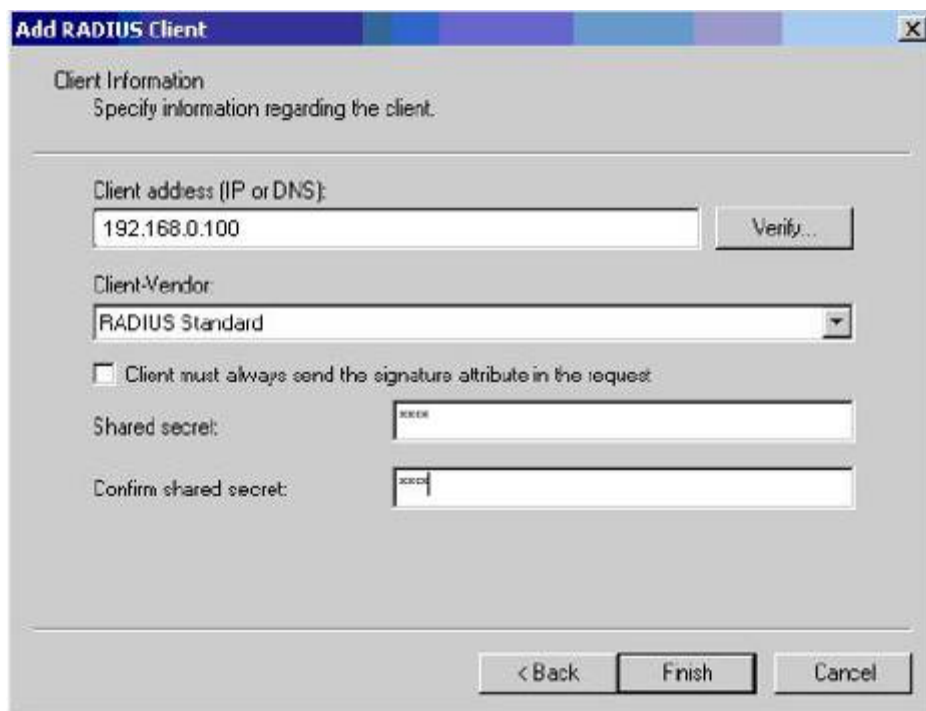 Add RADIUS Client
Client Information
Specify information regarding the client.
Client address (IP or DNS):
192.168.0.100
Verify...
Client-Vendor:
RADIUS Standard
Client must always send the signature attribute in the request
Shared secret:
****
Confirm shared secret:
****
< Back
Finish
Cancel